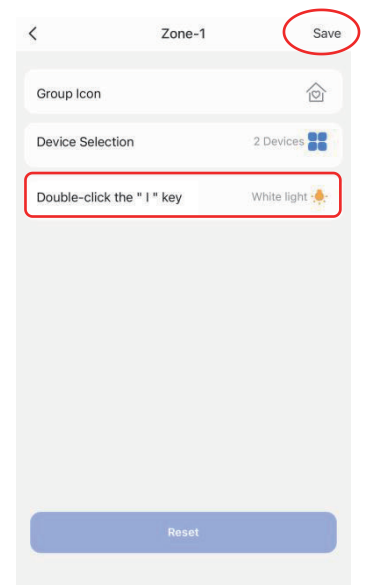 Zone-1 Save
Group Icon
Device Selection 2 Devices
Double-click the " I " key White light
Reset